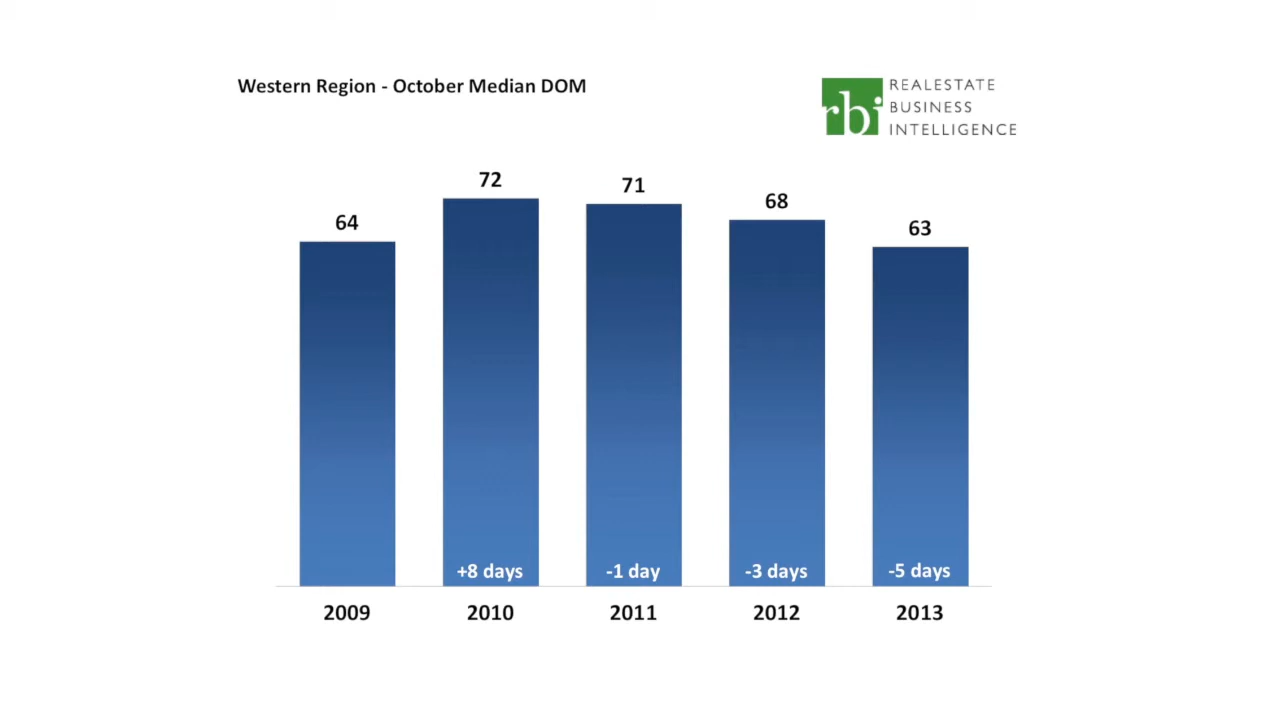 Western Region - October Median DOM
rbi
REALESTATE
BUSINESS
INTELLIGENCE
64
72
71
68
63
+8 days
-1 day
-3 days
-5 days
2009
2010
2011
2012
2013